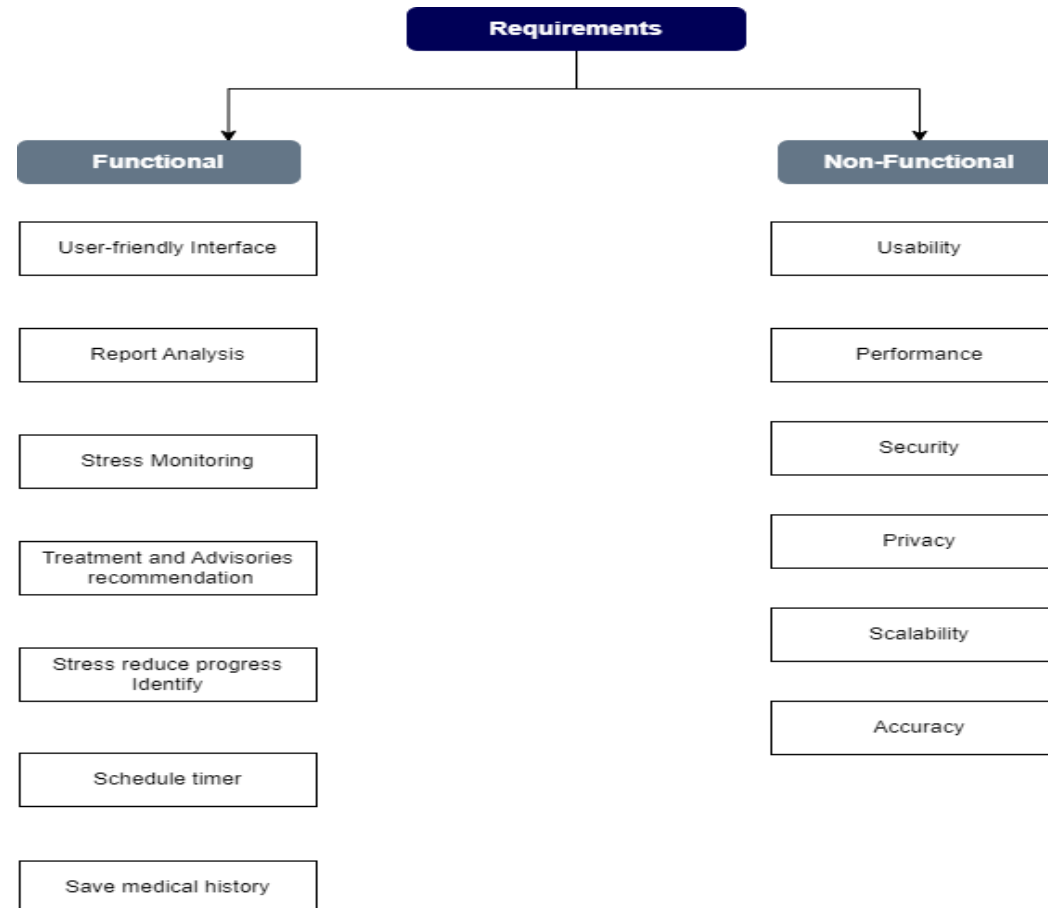 Requirements
Functional
Non-Functional
User-friendly Interface
Usability
Report Analysis
Performance
Stress Monitoring
Security
Treatment and Advisories
recommendation
Privacy
Stress reduce progress
Identify
Scalability
Schedule timer
Accuracy
Save medical history